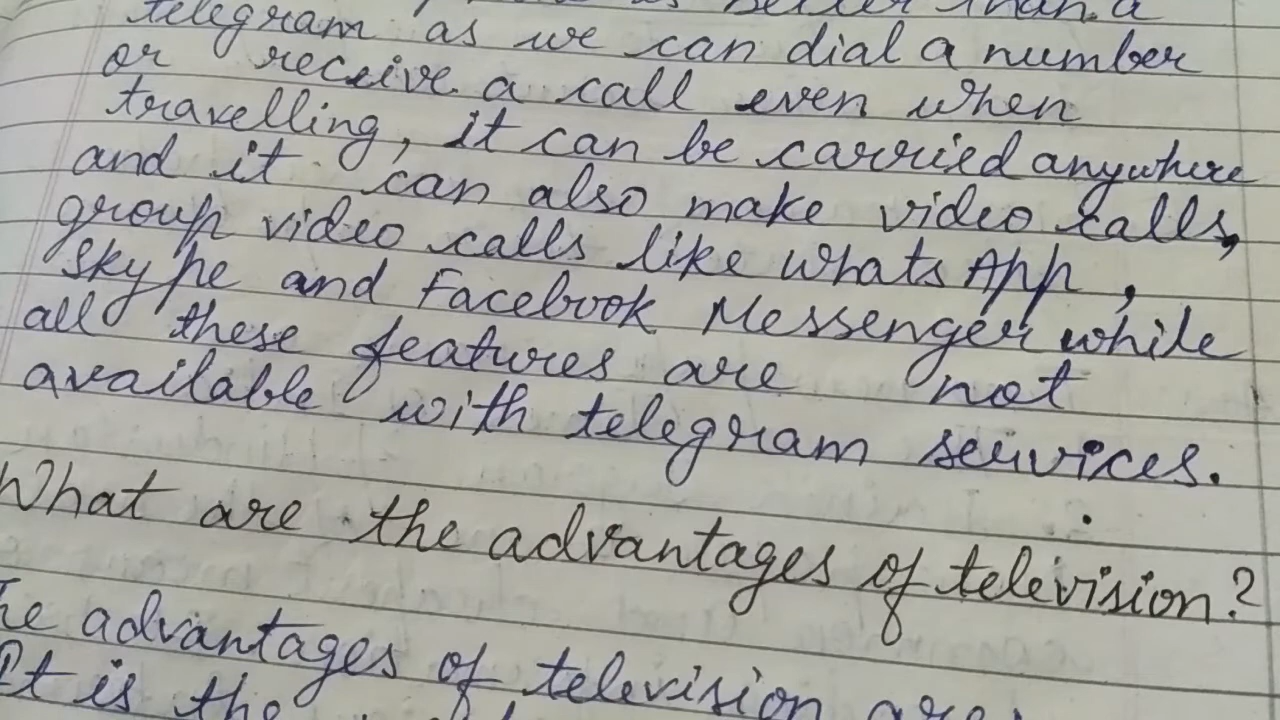 better than a
telegram as we can dial a number
or receive a call even when
travelling, it can be carried anywhere
and it can also make video calls,
group video calls like WhatsApp,
Skype and Facebook Messenger while
all these features are not
available with telegram services.
What are the advantages of television?
advantages of television are
It is the